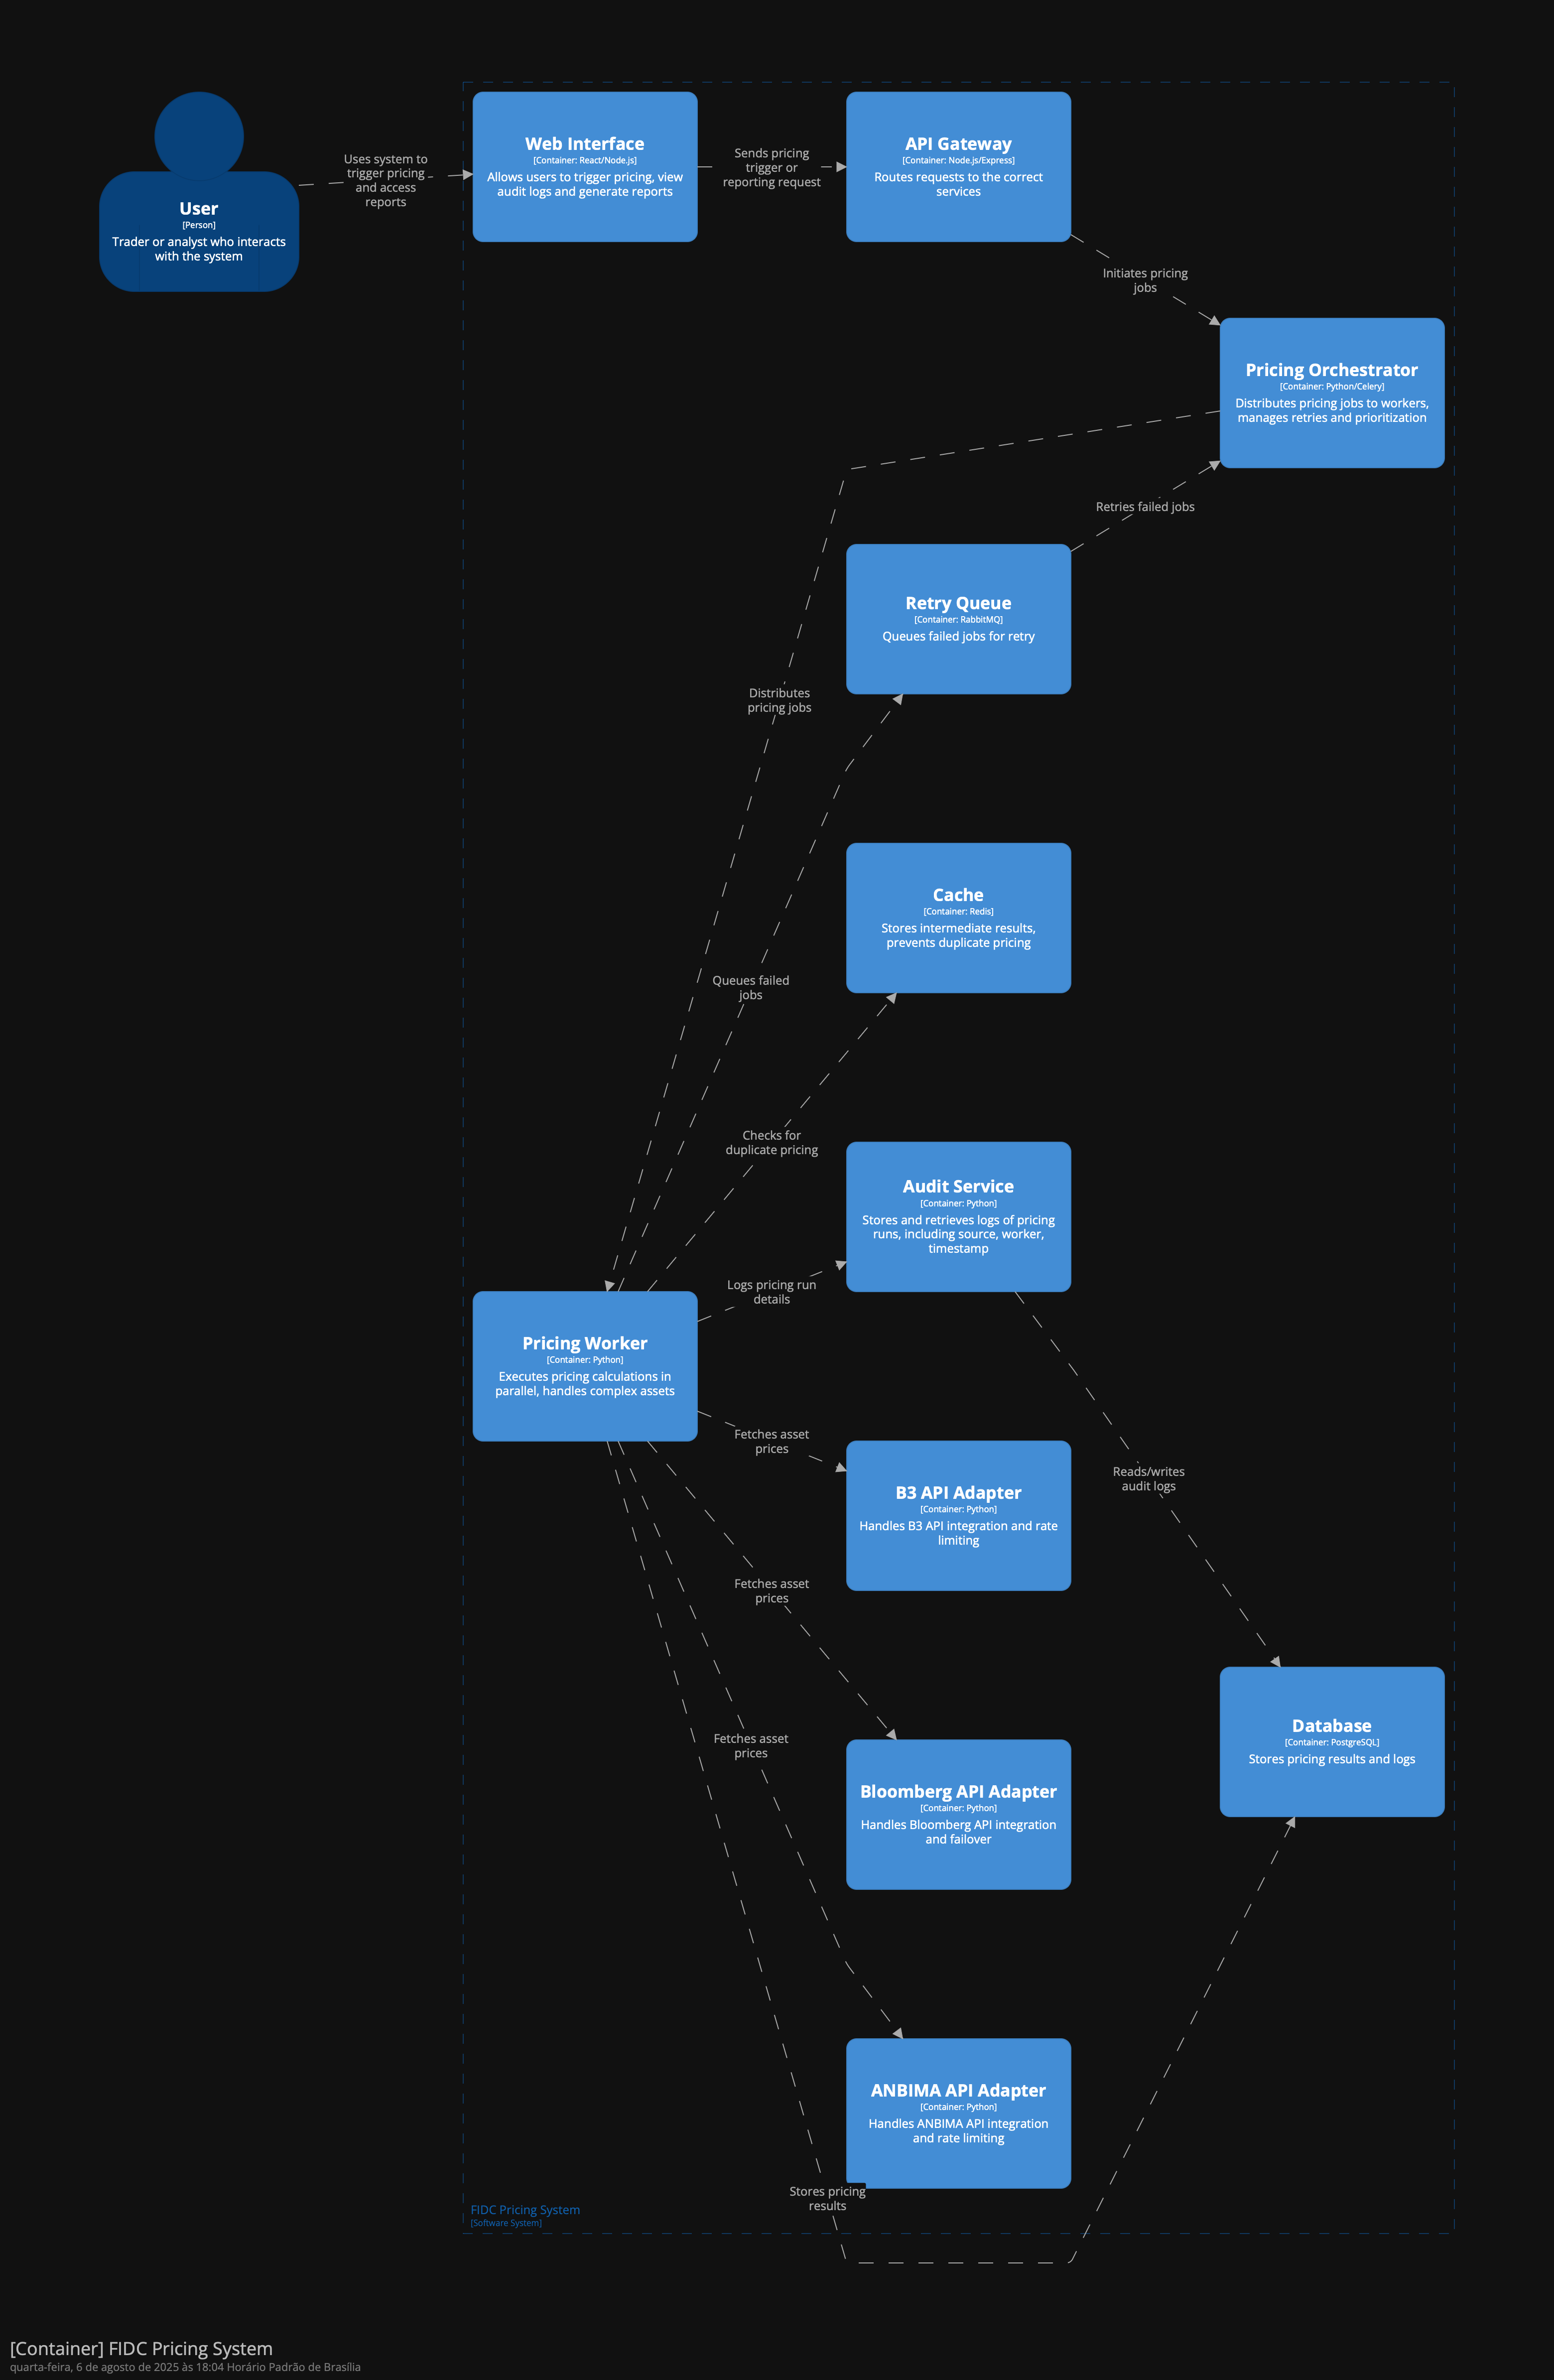 User
[Person]
Trader or analyst who interacts
with the system
Uses system to
trigger pricing
and access
reports
Web Interface
[Container: React/Node.js]
Allows users to trigger pricing, view
audit logs and generate reports
Sends pricing
trigger or
reporting request
API Gateway
[Container: Node.js/Express]
Routes requests to the correct
services
Initiates pricing
jobs
Pricing Orchestrator
[Container: Python/Celery]
Distributes pricing jobs to workers,
manages retries and prioritization
Retries failed jobs
Retry Queue
[Container: RabbitMQ]
Queues failed jobs for retry
Distributes
pricing jobs
Cache
[Container: Redis]
Stores intermediate results,
prevents duplicate pricing
Queues failed
jobs
Checks for
duplicate pricing
Audit Service
[Container: Python]
Stores and retrieves logs of pricing
runs, including source, worker,
timestamp
Logs pricing run
details
Pricing Worker
[Container: Python]
Executes pricing calculations in
parallel, handles complex assets
Fetches asset
prices
B3 API Adapter
[Container: Python]
Handles B3 API integration and rate
limiting
Reads/writes
audit logs
Fetches asset
prices
Database
[Container: PostgreSQL]
Stores pricing results and logs
Fetches asset
prices
Bloomberg API Adapter
[Container: Python]
Handles Bloomberg API integration
and failover
ANBIMA API Adapter
[Container: Python]
Handles ANBIMA API integration
and rate limiting
Stores pricing
results
FIDC Pricing System
[Software System]
[Container] FIDC Pricing System
quarta-feira, 6 de agosto de 2025 às 18:04 Horário Padrão de Brasília